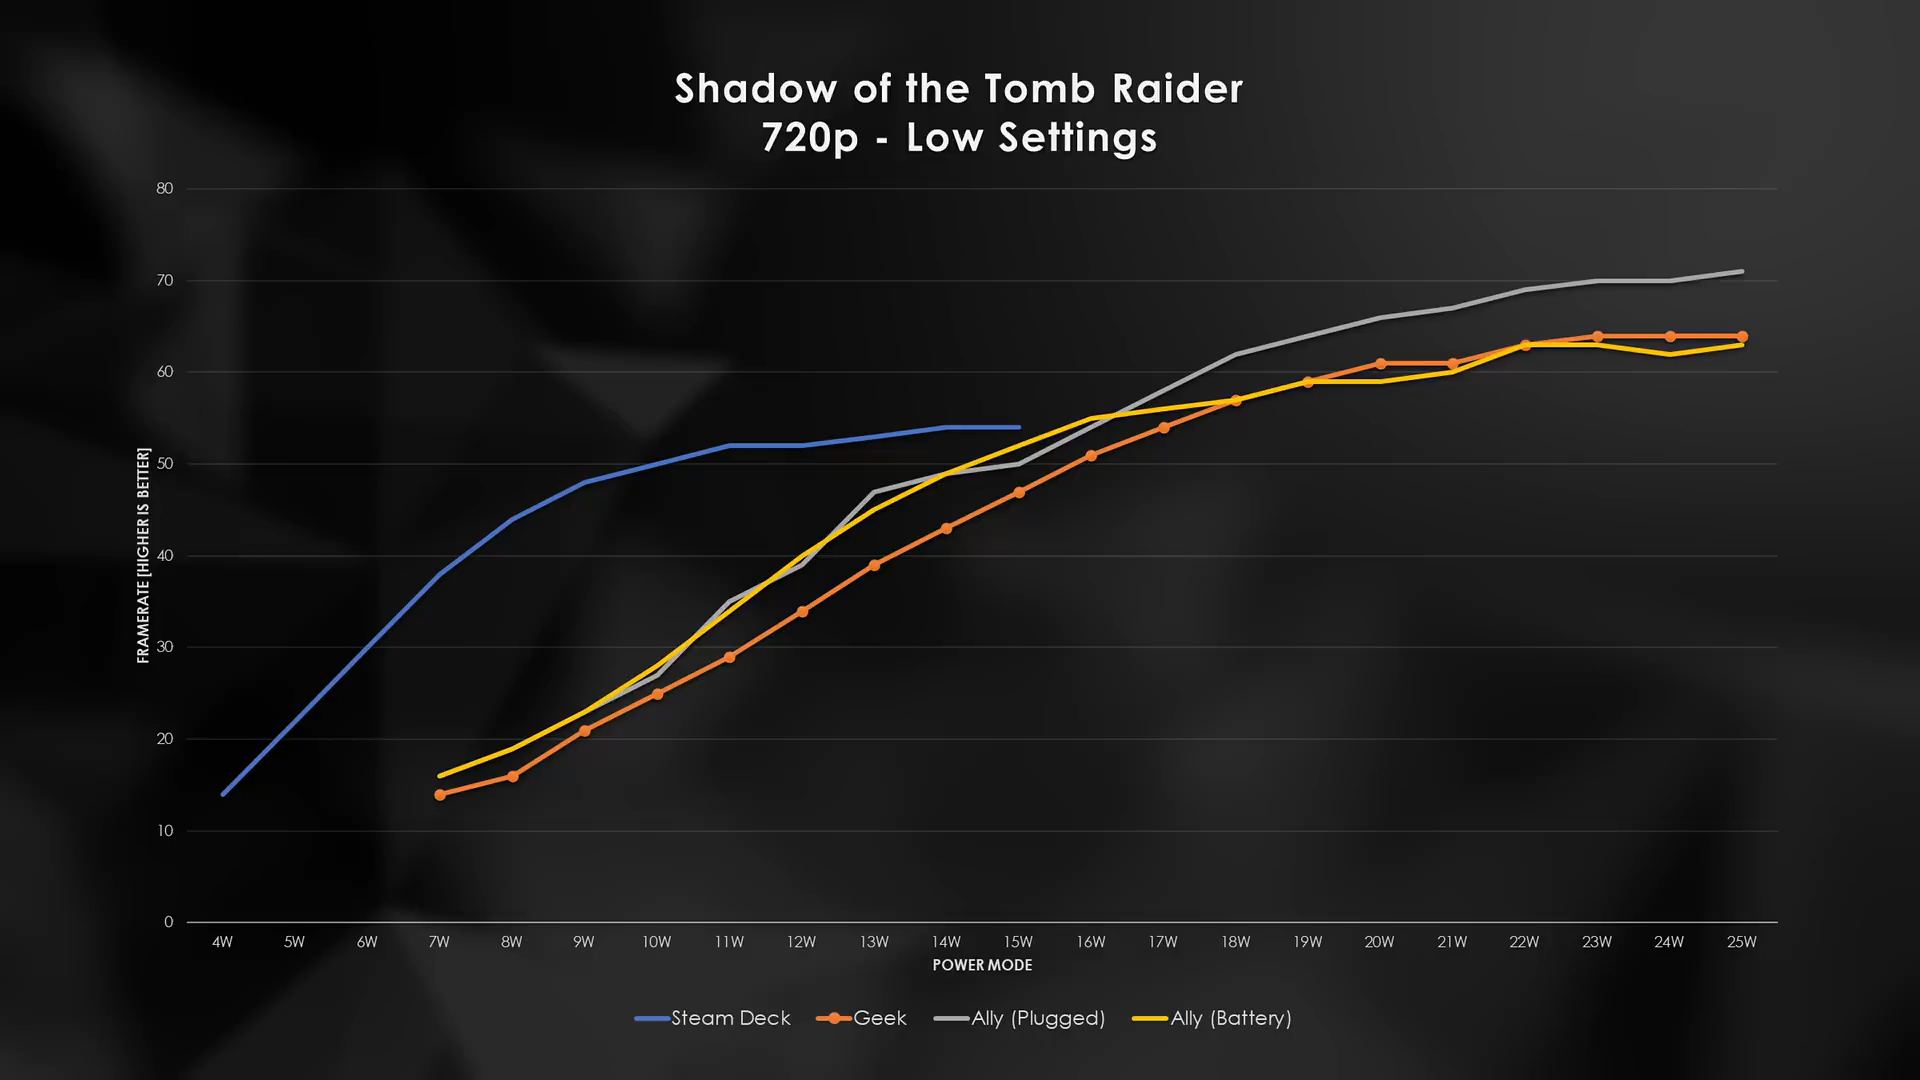 Shadow of the Tomb Raider
720p - Low Settings
80
70
60
50
40
30
20
10
0
FRAMERATE [HIGHER IS BETTER]
4W 5W 6W 7W 8W 9W 10W 11W 12W 13W 14W 15W 16W 17W 18W 19W 20W 21W 22W 23W 24W 25W
POWER MODE
Steam Deck Geek Ally (Plugged) Ally (Battery)